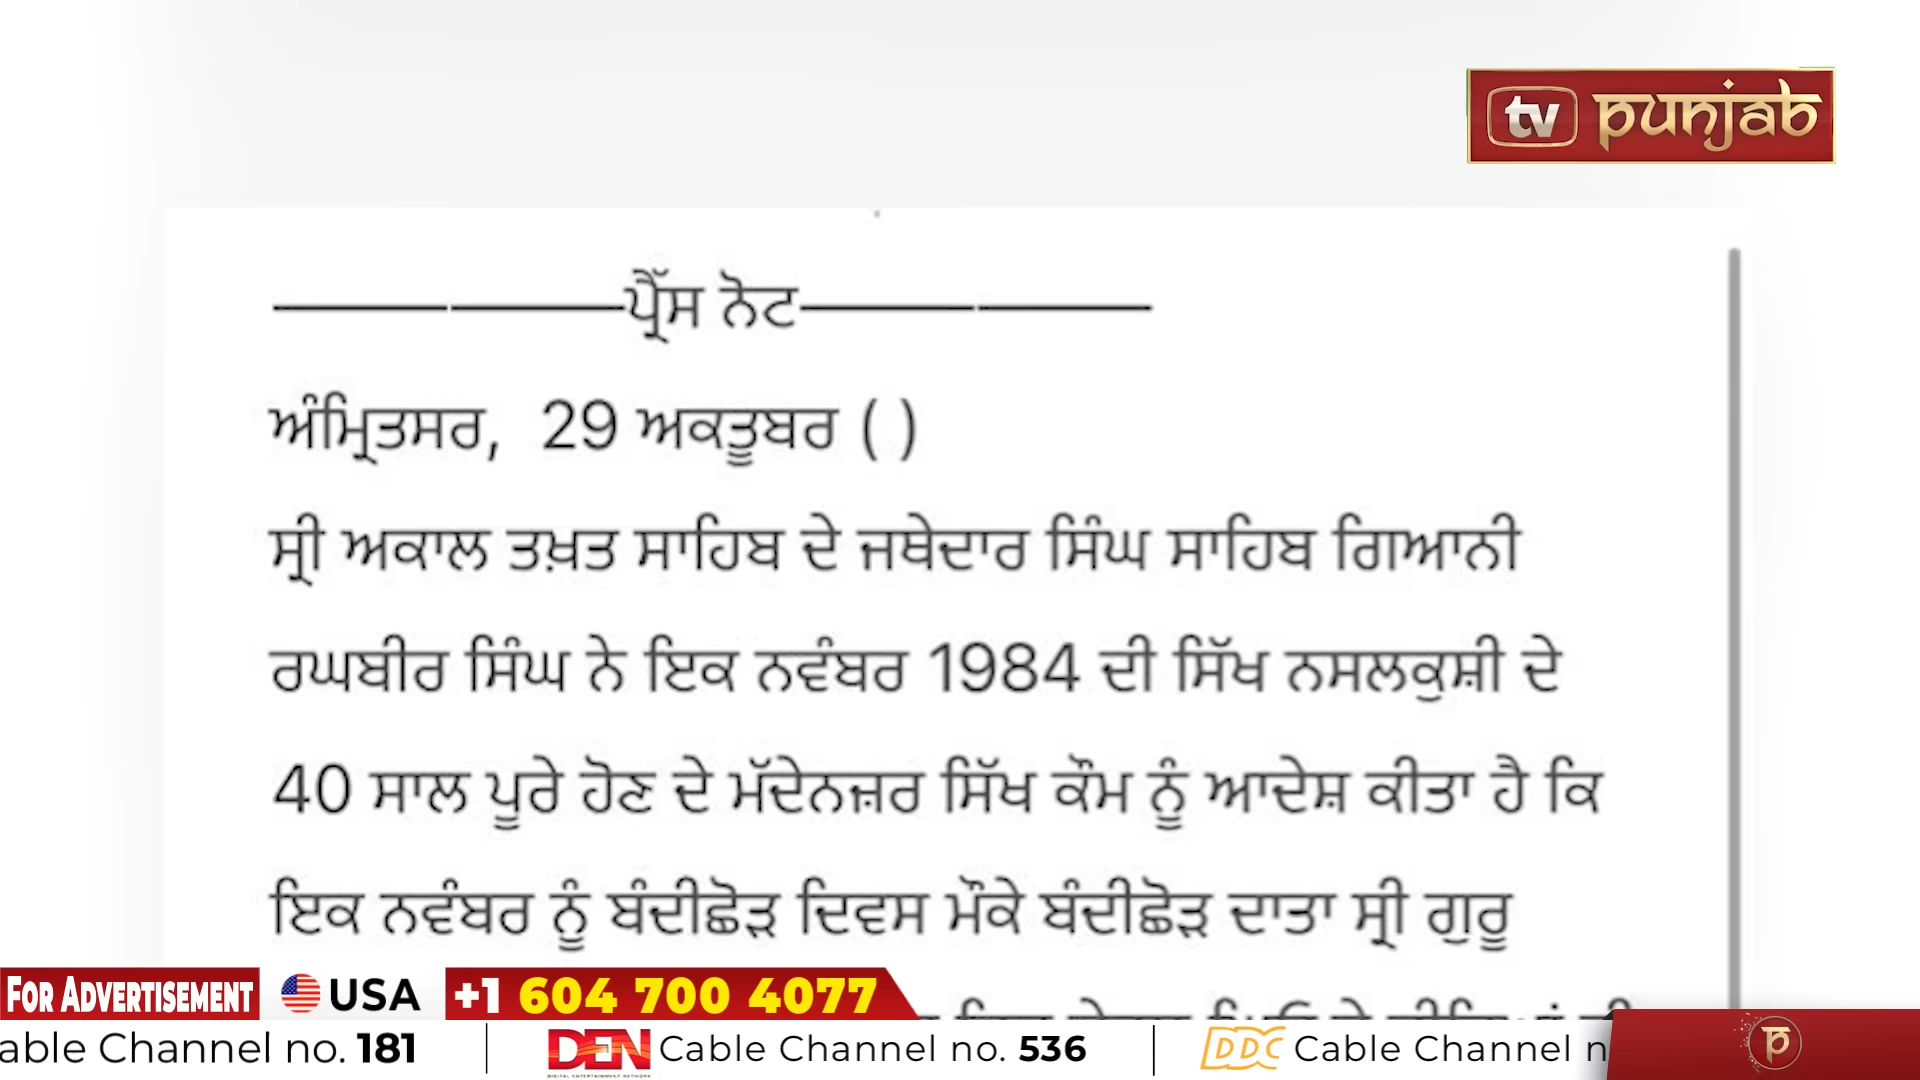 tv punjab
——————ਪ੍ਰੈੱਸ ਨੋਟ——————
ਅੰਮ੍ਰਿਤਸਰ, 29 ਅਕਤੂਬਰ ( )
ਸ੍ਰੀ ਅਕਾਲ ਤਖ਼ਤ ਸਾਹਿਬ ਦੇ ਜਥੇਦਾਰ ਸਿੰਘ ਸਾਹਿਬ ਗਿਆਨੀ
ਰਘਬੀਰ ਸਿੰਘ ਨੇ ਇਕ ਨਵੰਬਰ 1984 ਦੀ ਸਿੱਖ ਨਸਲਕੁਸ਼ੀ ਦੇ
40 ਸਾਲ ਪੂਰੇ ਹੋਣ ਦੇ ਮੱਦੇਨਜ਼ਰ ਸਿੱਖ ਕੌਮ ਨੂੰ ਆਦੇਸ਼ ਕੀਤਾ ਹੈ ਕਿ
ਇਕ ਨਵੰਬਰ ਨੂੰ ਬੰਦੀਛੋੜ ਦਿਵਸ ਮੌਕੇ ਬੰਦੀਛੋੜ ਦਾਤਾ ਸ੍ਰੀ ਗੁਰੂ
FOR ADVERTISEMENT USA +1 604 700 4077
able Channel no. 181 | DEN Cable Channel no. 536 | DDC Cable Channel n